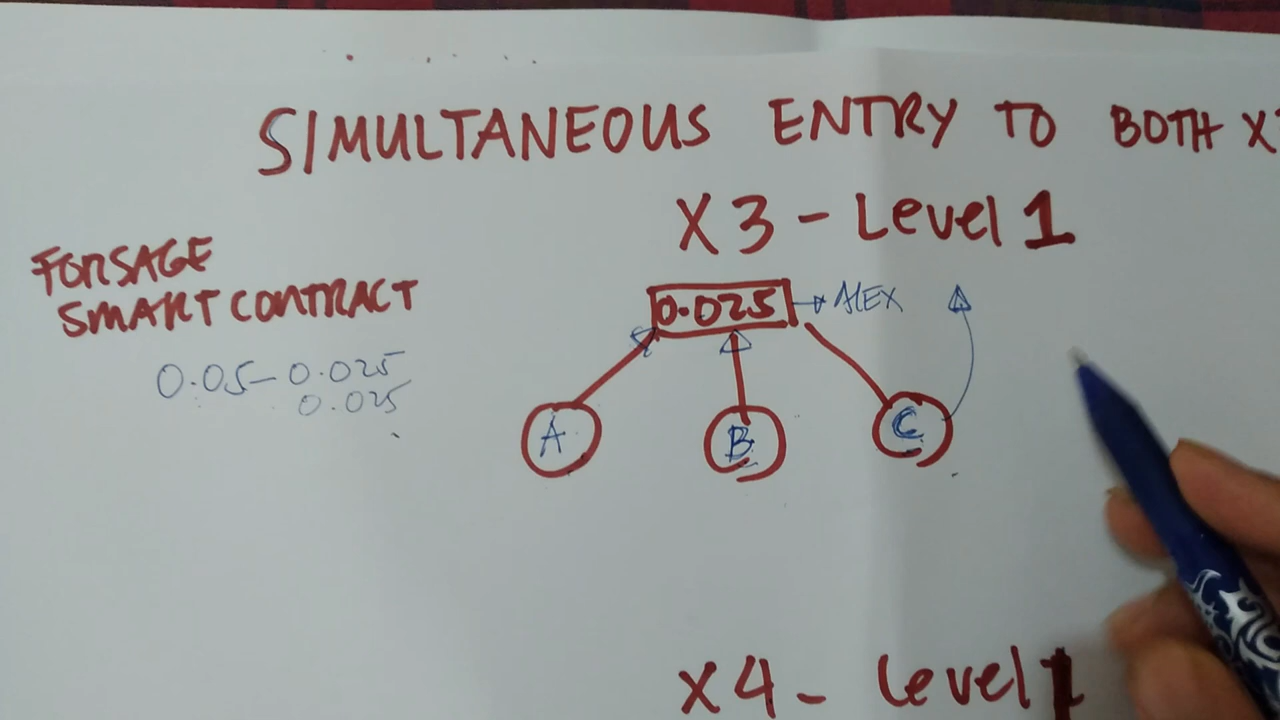 SIMULTANEOUS ENTRY TO BOTH X
X3 - Level 1
FORSAGE
SMART CONTRACT
0.025 → ALEX
0.05 - 0.025
0.025
A B C
X4 - Level 1